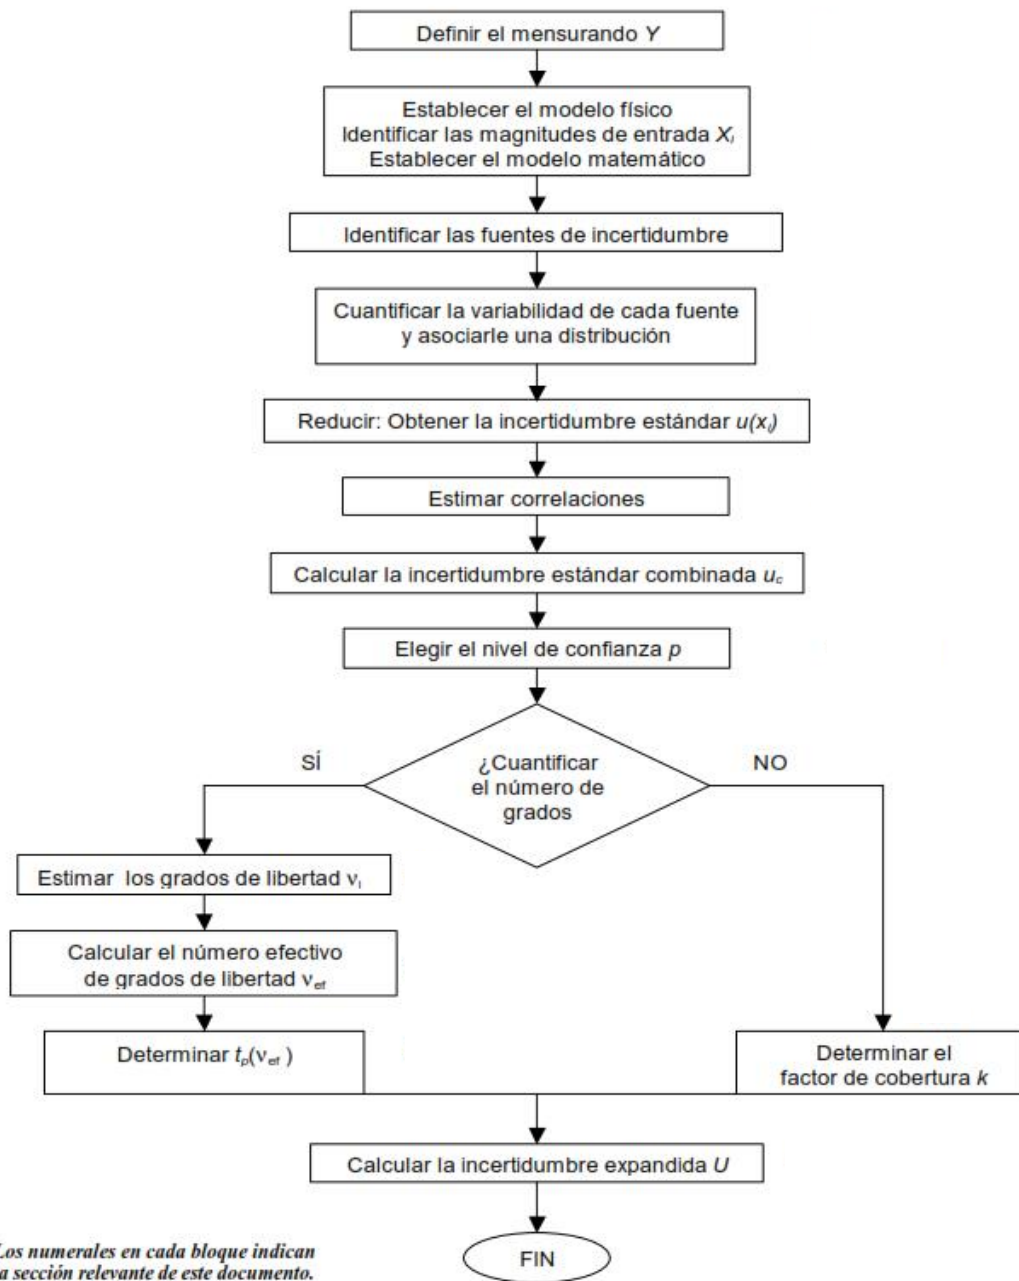 Definir el mensurando Y
Establecer el modelo físico
Identificar las magnitudes de entrada Xᵢ
Establecer el modelo matemático
Identificar las fuentes de incertidumbre
Cuantificar la variabilidad de cada fuente
y asociarle una distribución
Reducir: Obtener la incertidumbre estándar u(xᵢ)
Estimar correlaciones
Calcular la incertidumbre estándar combinada u꜀
Elegir el nivel de confianza p
SÍ
¿Cuantificar
el número de
grados
NO
Estimar los grados de libertad νᵢ
Calcular el número efectivo
de grados de libertad νef
Determinar tₚ(νef )
Determinar el
factor de cobertura k
Calcular la incertidumbre expandida U
FIN
Los numerales en cada bloque indican
a sección relevante de este documento.